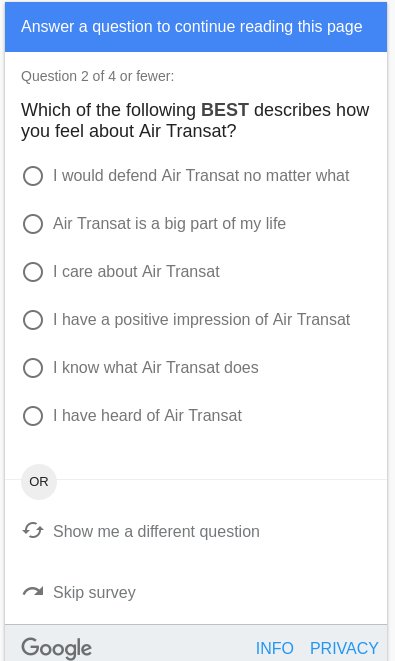 Answer a question to continue reading this page
Question 2 of 4 or fewer:
Which of the following BEST describes how
you feel about Air Transat?
I would defend Air Transat no matter what
Air Transat is a big part of my life
I care about Air Transat
I have a positive impression of Air Transat
I know what Air Transat does
I have heard of Air Transat
OR
Show me a different question
Skip survey
Google INFO PRIVACY